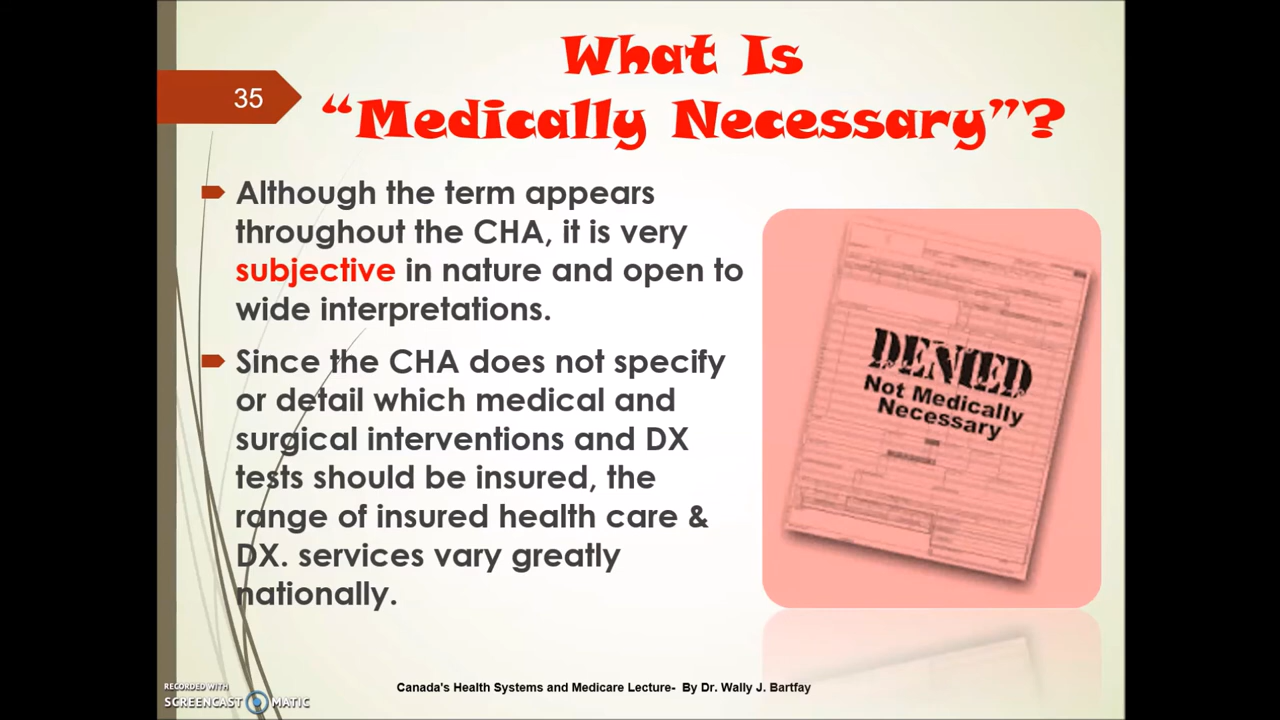 What Is
35
“Medically Necessary”?
Although the term appears
throughout the CHA, it is very
subjective in nature and open to
wide interpretations.
Since the CHA does not specify
or detail which medical and
surgical interventions and DX
tests should be insured, the
range of insured health care &
DX. services vary greatly
nationally.
DENIED
Not Medically
Necessary
Canada's Health Systems and Medicare Lecture- By Dr. Wally J. Bartfay
RECORDED WITH
SCREENCAST MATIC